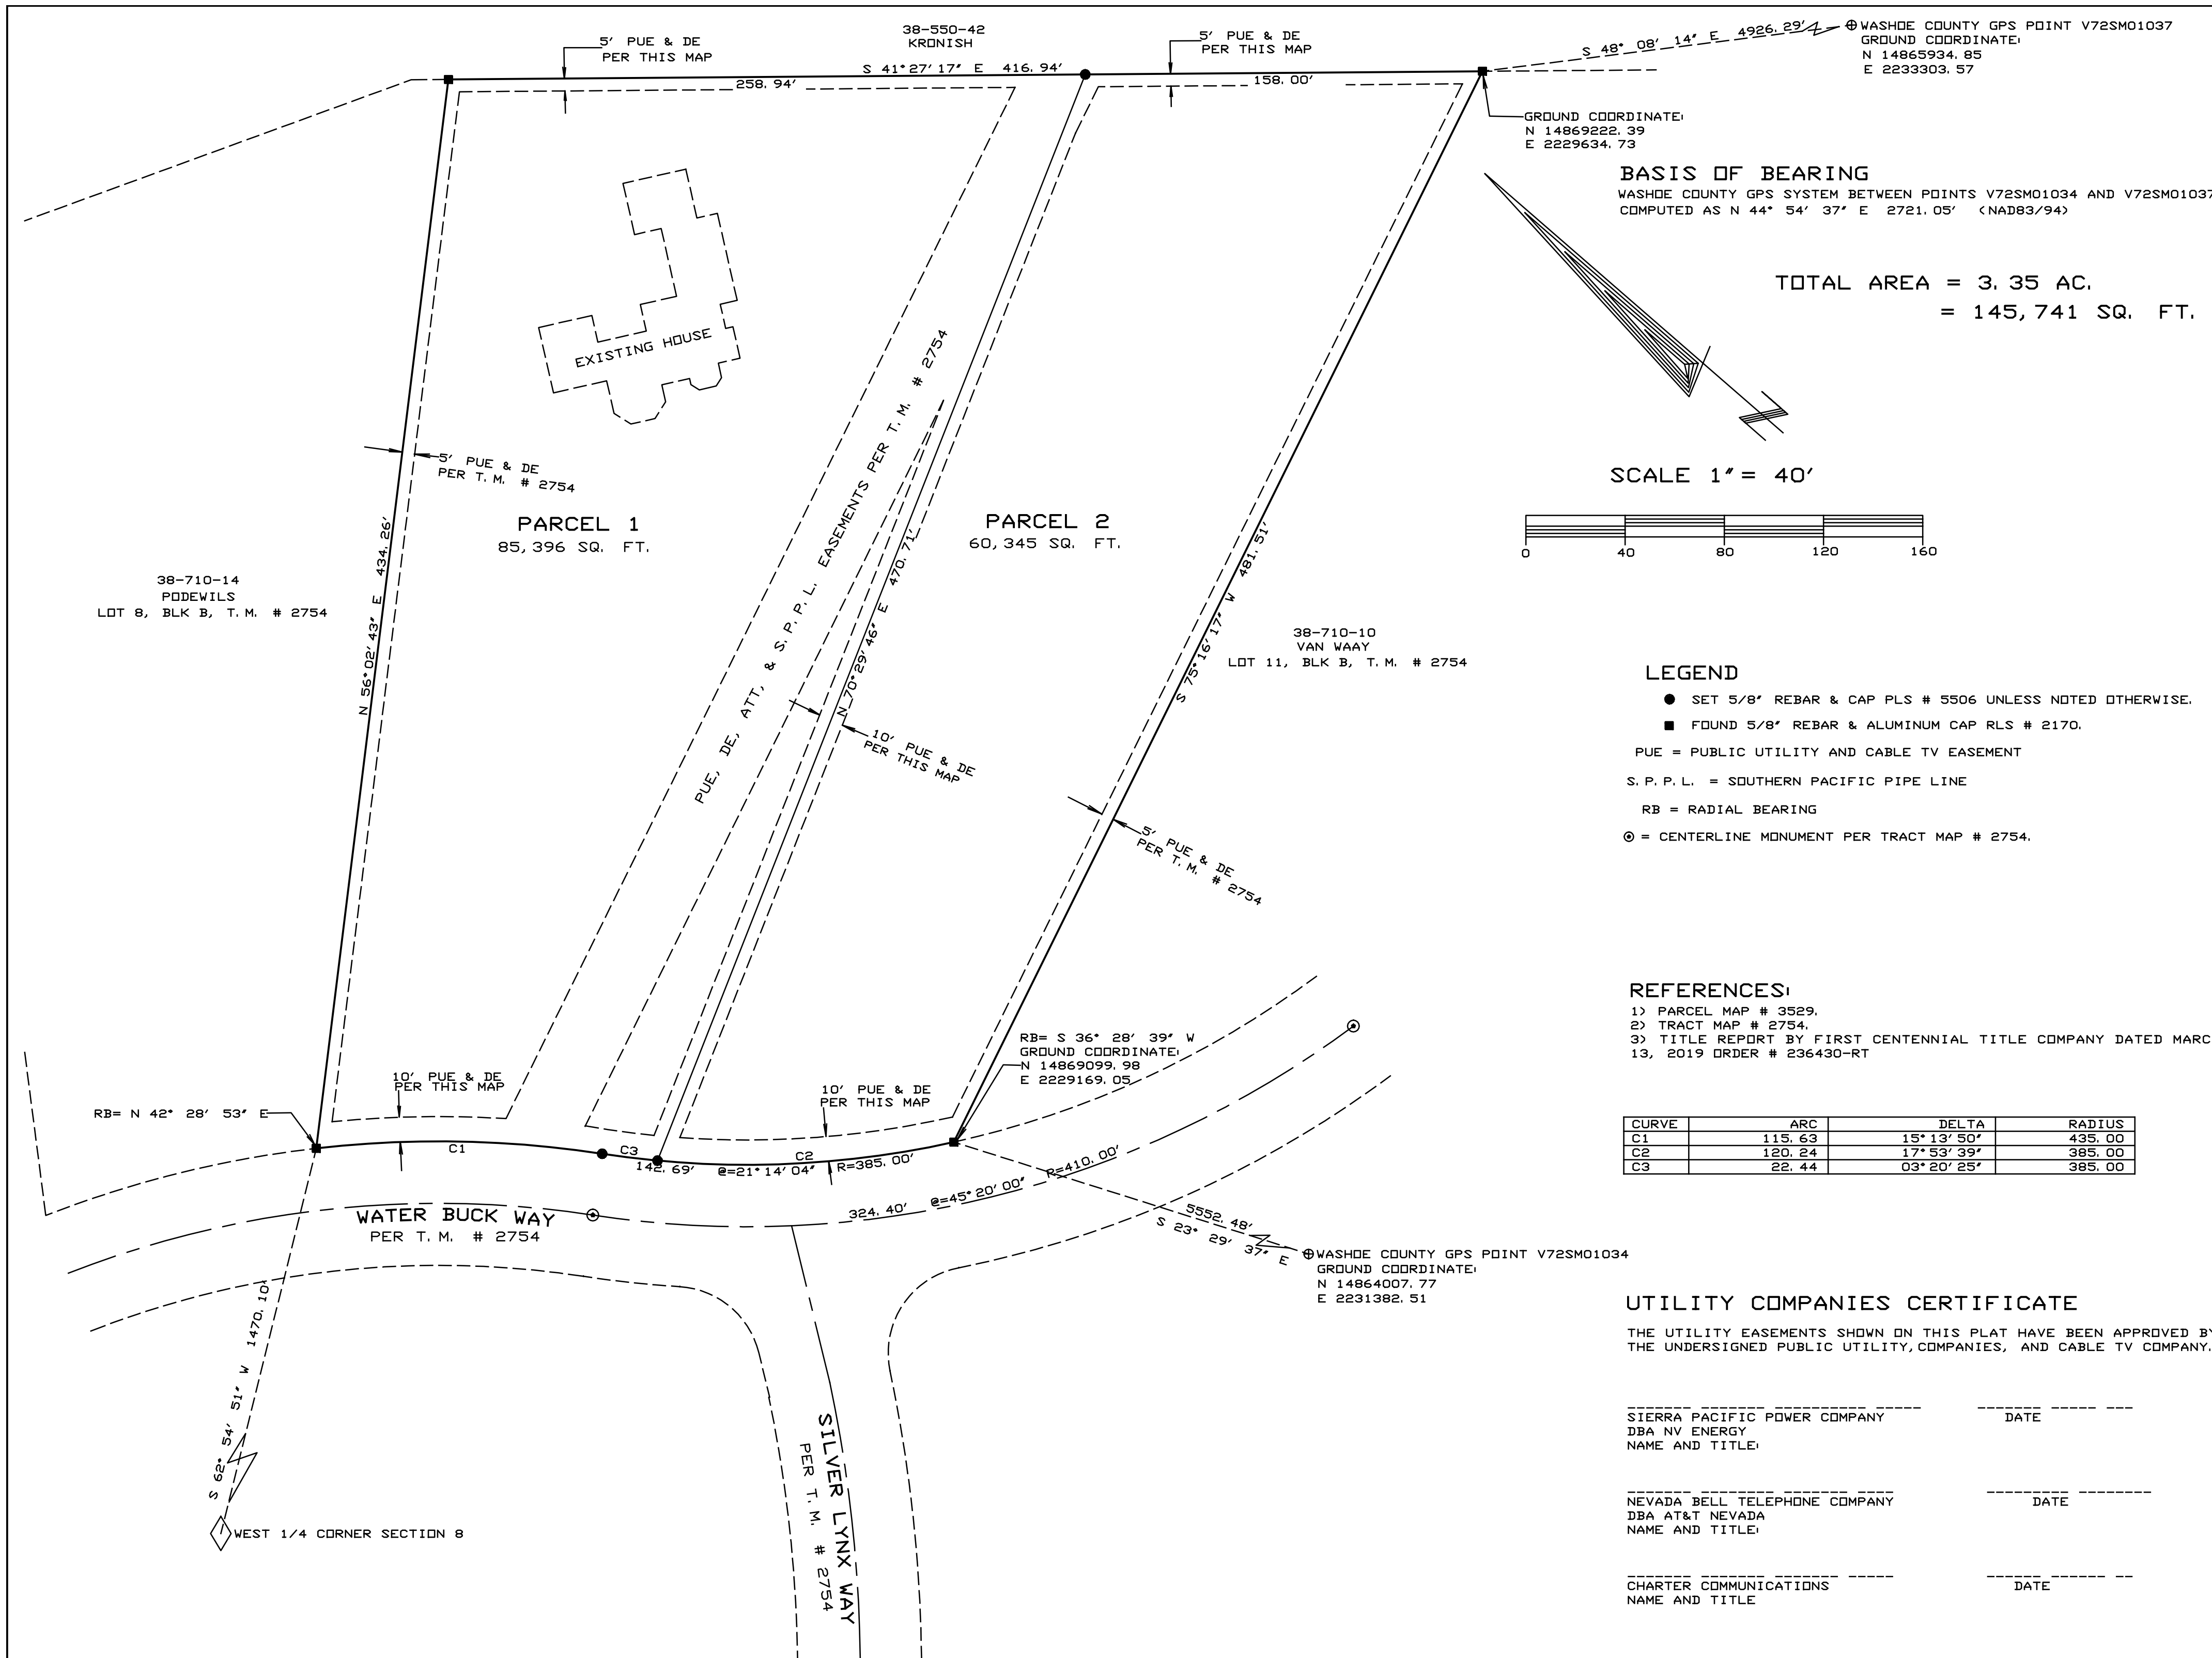 38-550-42
KRONISH
5' PUE & DE
PER THIS MAP
5' PUE & DE
PER THIS MAP
S 41° 27' 17" E 416.94'
258.94'
158.00'
S 48° 08' 14" E 4926.29'
WASHOE COUNTY GPS POINT V72SM01037
GROUND COORDINATE:
N 14865934.85
E 2233303.57
GROUND COORDINATE:
N 14869222.39
E 2229634.73
BASIS OF BEARING
WASHOE COUNTY GPS SYSTEM BETWEEN POINTS V72SM01034 AND V72SM01037
COMPUTED AS N 44° 54' 37" E 2721.05' (NAD83/94)
TOTAL AREA = 3.35 AC.
= 145,741 SQ. FT.
EXISTING HOUSE
5' PUE & DE
PER T.M. # 2754
PARCEL 1
85,396 SQ. FT.
PARCEL 2
60,345 SQ. FT.
N 56° 02' 43" E 434.26'
PUE, DE, ATT, & S.P.P.L. EASEMENTS PER T.M. # 2754
N 70° 29' 46" E 470.71'
S 75° 16' 17" W 481.51'
SCALE 1" = 40'
0 40 80 120 160
38-710-14
PODEWILS
LOT 8, BLK B, T.M. # 2754
38-710-10
VAN WAAY
LOT 11, BLK B, T.M. # 2754
10' PUE & DE
PER THIS MAP
5' PUE & DE
PER T.M. # 2754
LEGEND
SET 5/8" REBAR & CAP PLS # 5506 UNLESS NOTED OTHERWISE.
FOUND 5/8" REBAR & ALUMINUM CAP RLS # 2170.
PUE = PUBLIC UTILITY AND CABLE TV EASEMENT
S.P.P.L. = SOUTHERN PACIFIC PIPE LINE
RB = RADIAL BEARING
= CENTERLINE MONUMENT PER TRACT MAP # 2754.
REFERENCES:
1) PARCEL MAP # 3529.
2) TRACT MAP # 2754.
3) TITLE REPORT BY FIRST CENTENNIAL TITLE COMPANY DATED MARC
13, 2019 ORDER # 236430-RT
RB= S 36° 28' 39" W
GROUND COORDINATE:
N 14869099.98
E 2229169.05
10' PUE & DE
PER THIS MAP
10' PUE & DE
PER THIS MAP
RB= N 42° 28' 53" E
C1
C3
C2
142.69' @=21° 14' 04" R=385.00'
324.40' @=45° 20' 00" R=410.00'
CURVE ARC DELTA RADIUS
C1 115.63 15° 13' 50" 435.00
C2 120.24 17° 53' 39" 385.00
C3 22.44 03° 20' 25" 385.00
WATER BUCK WAY
PER T.M. # 2754
5552.48'
S 23° 29' 37" E
WASHOE COUNTY GPS POINT V72SM01034
GROUND COORDINATE:
N 14864007.77
E 2231382.51
S 62° 54' 51" W 1470.10'
WEST 1/4 CORNER SECTION 8
SILVER LYNX WAY
PER T.M. # 2754
UTILITY COMPANIES CERTIFICATE
THE UTILITY EASEMENTS SHOWN ON THIS PLAT HAVE BEEN APPROVED BY
THE UNDERSIGNED PUBLIC UTILITY, COMPANIES, AND CABLE TV COMPANY.
SIERRA PACIFIC POWER COMPANY DATE
DBA NV ENERGY
NAME AND TITLE:
NEVADA BELL TELEPHONE COMPANY DATE
DBA AT&T NEVADA
NAME AND TITLE:
CHARTER COMMUNICATIONS DATE
NAME AND TITLE